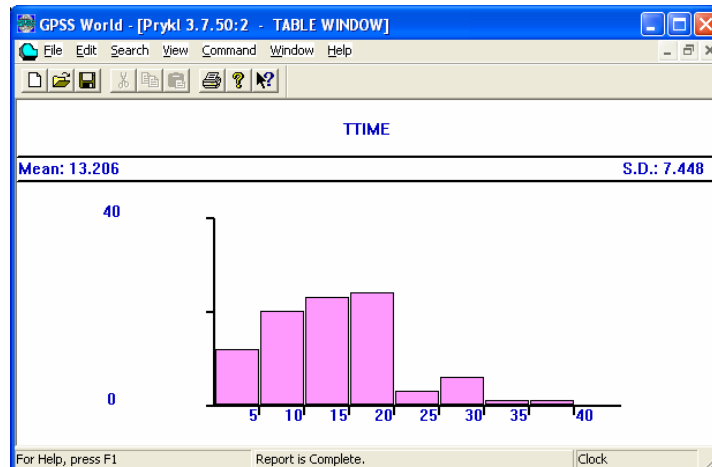 GPSS World - [Prykl 3.7.50:2 - TABLE WINDOW]
File Edit Search View Command Window Help
TTIME
Mean: 13.206 S.D.: 7.448
40
0
5 10 15 20 25 30 35 40
For Help, press F1 Report is Complete. Clock